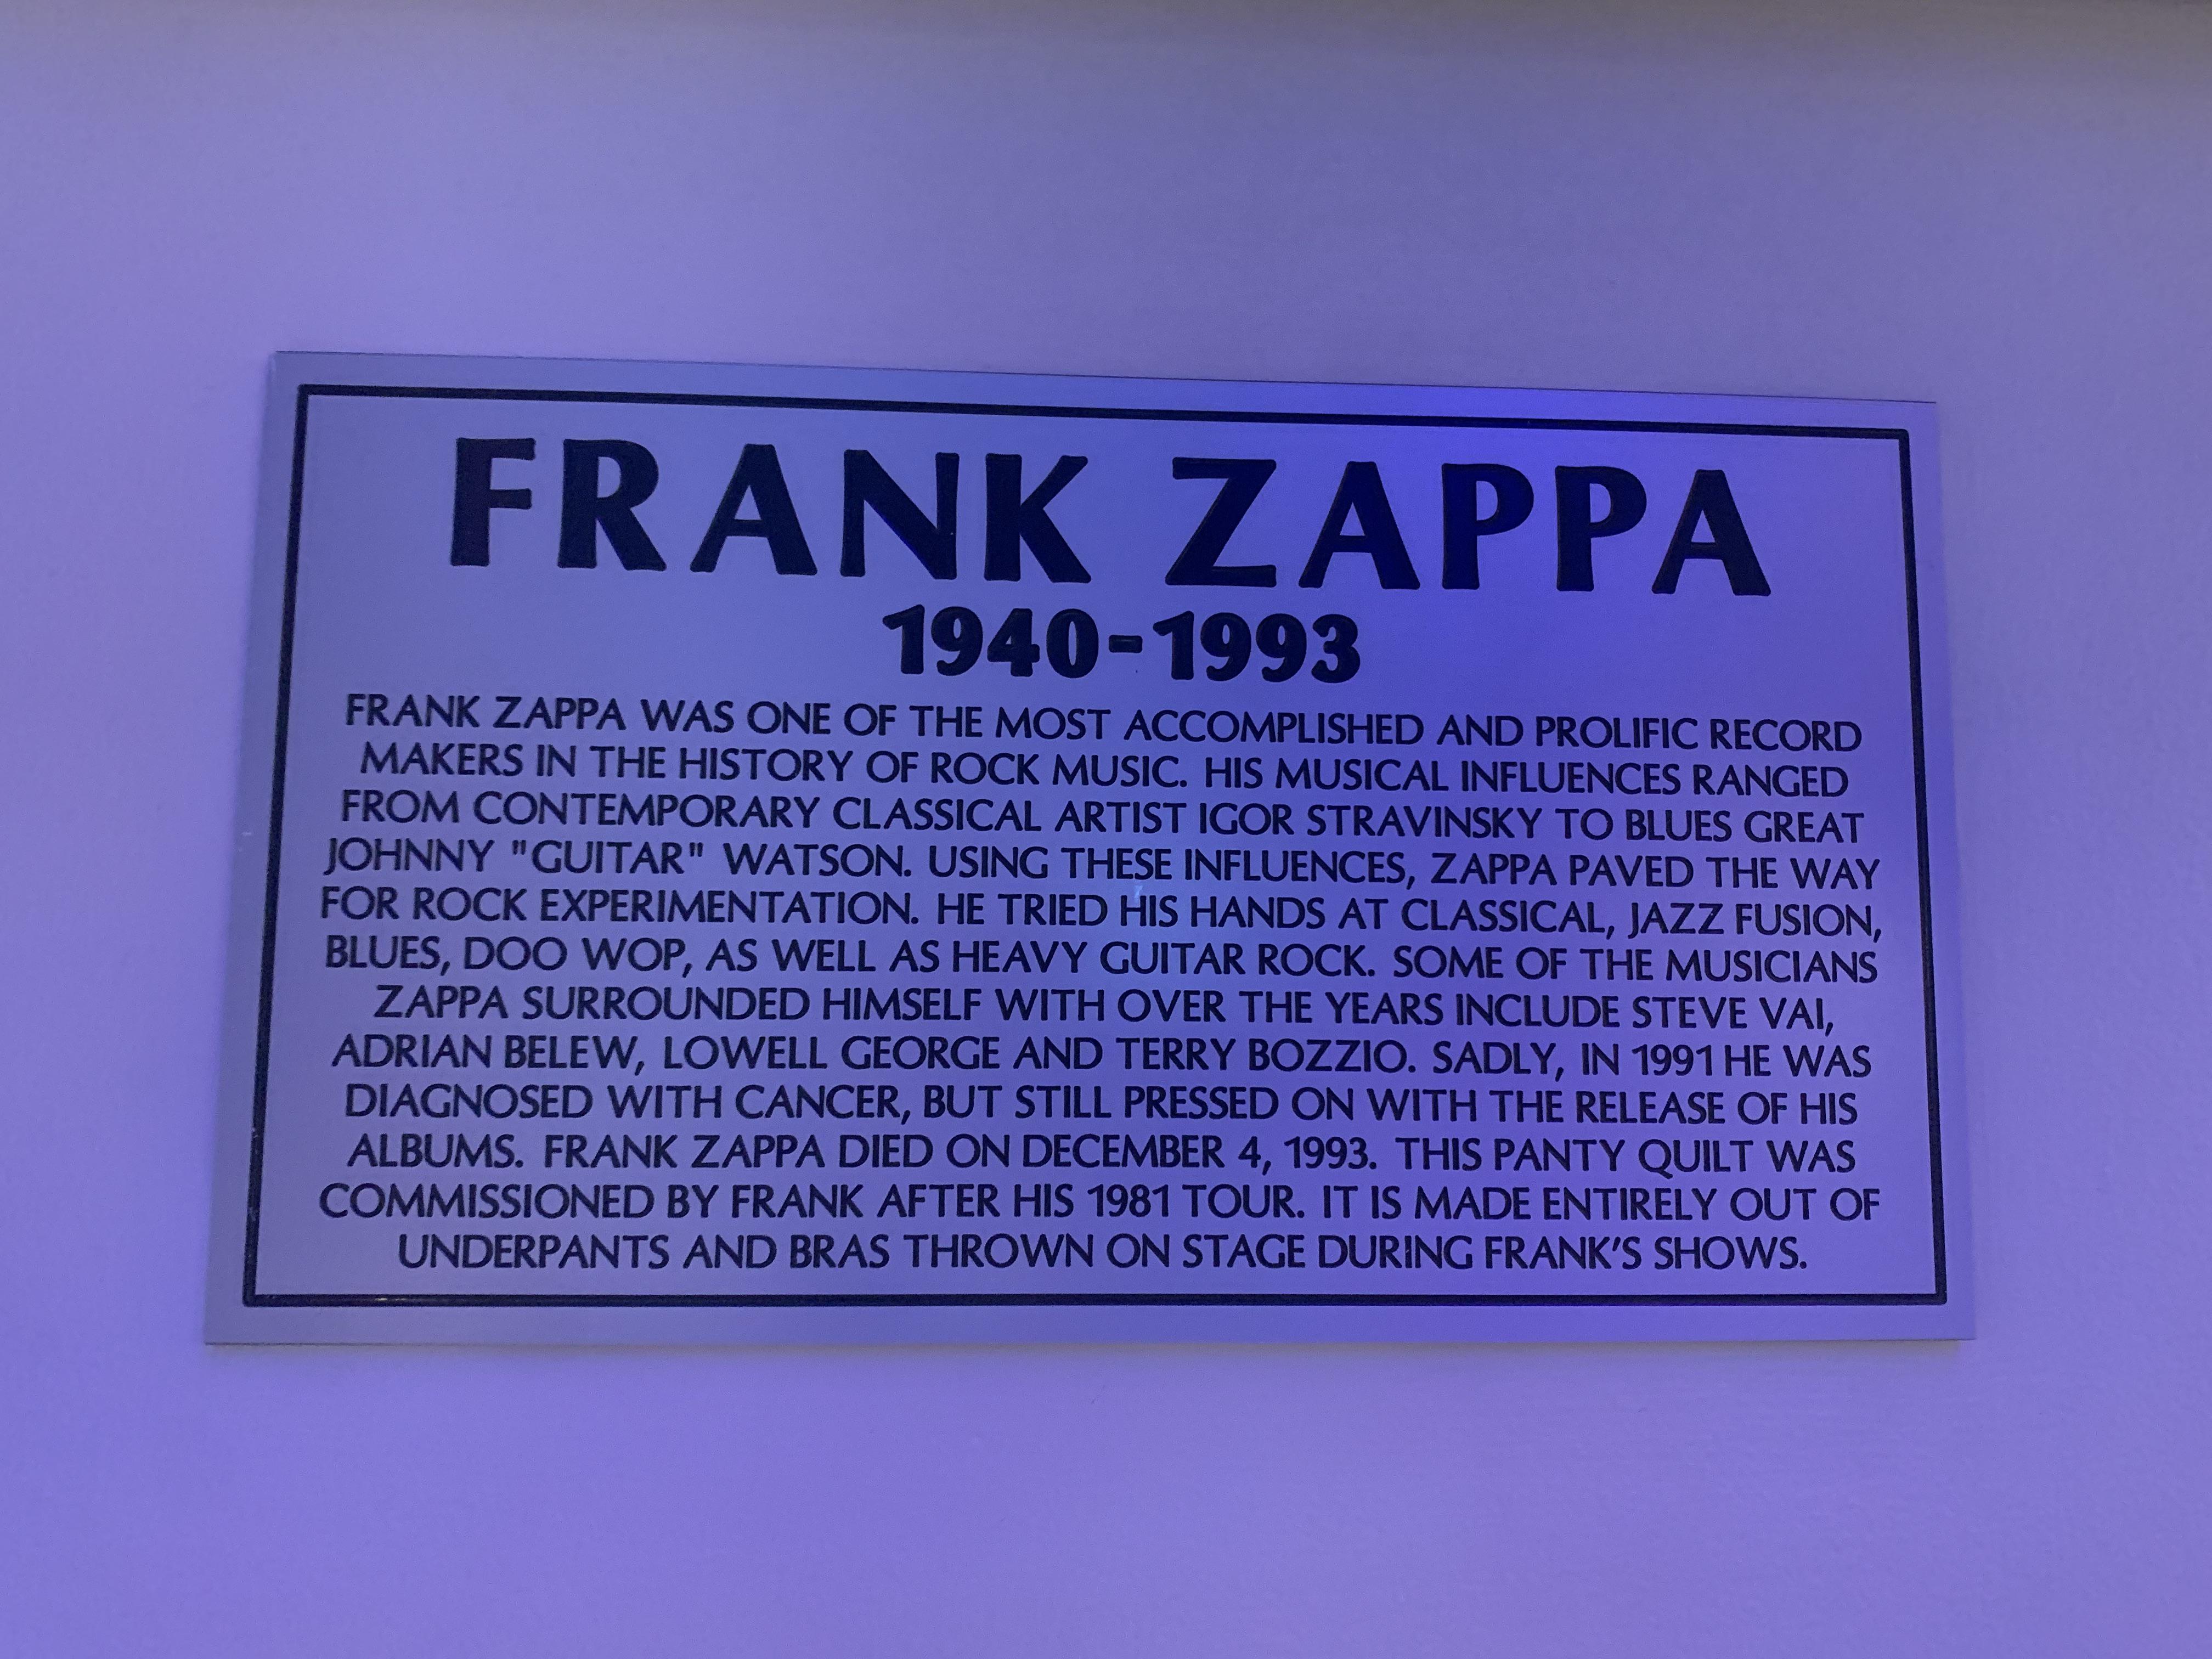 FRANK ZAPPA
1940-1993
FRANK ZAPPA WAS ONE OF THE MOST ACCOMPLISHED AND PROLIFIC RECORD
MAKERS IN THE HISTORY OF ROCK MUSIC. HIS MUSICAL INFLUENCES RANGED
FROM CONTEMPORARY CLASSICAL ARTIST IGOR STRAVINSKY TO BLUES GREAT
JOHNNY "GUITAR" WATSON. USING THESE INFLUENCES, ZAPPA PAVED THE WAY
FOR ROCK EXPERIMENTATION. HE TRIED HIS HANDS AT CLASSICAL, JAZZ FUSION,
BLUES, DOO WOP, AS WELL AS HEAVY GUITAR ROCK. SOME OF THE MUSICIANS
ZAPPA SURROUNDED HIMSELF WITH OVER THE YEARS INCLUDE STEVE VAI,
ADRIAN BELEW, LOWELL GEORGE AND TERRY BOZZIO. SADLY, IN 1991 HE WAS
DIAGNOSED WITH CANCER, BUT STILL PRESSED ON WITH THE RELEASE OF HIS
ALBUMS. FRANK ZAPPA DIED ON DECEMBER 4, 1993. THIS PANTY QUILT WAS
COMMISSIONED BY FRANK AFTER HIS 1981 TOUR. IT IS MADE ENTIRELY OUT OF
UNDERPANTS AND BRAS THROWN ON STAGE DURING FRANK'S SHOWS.